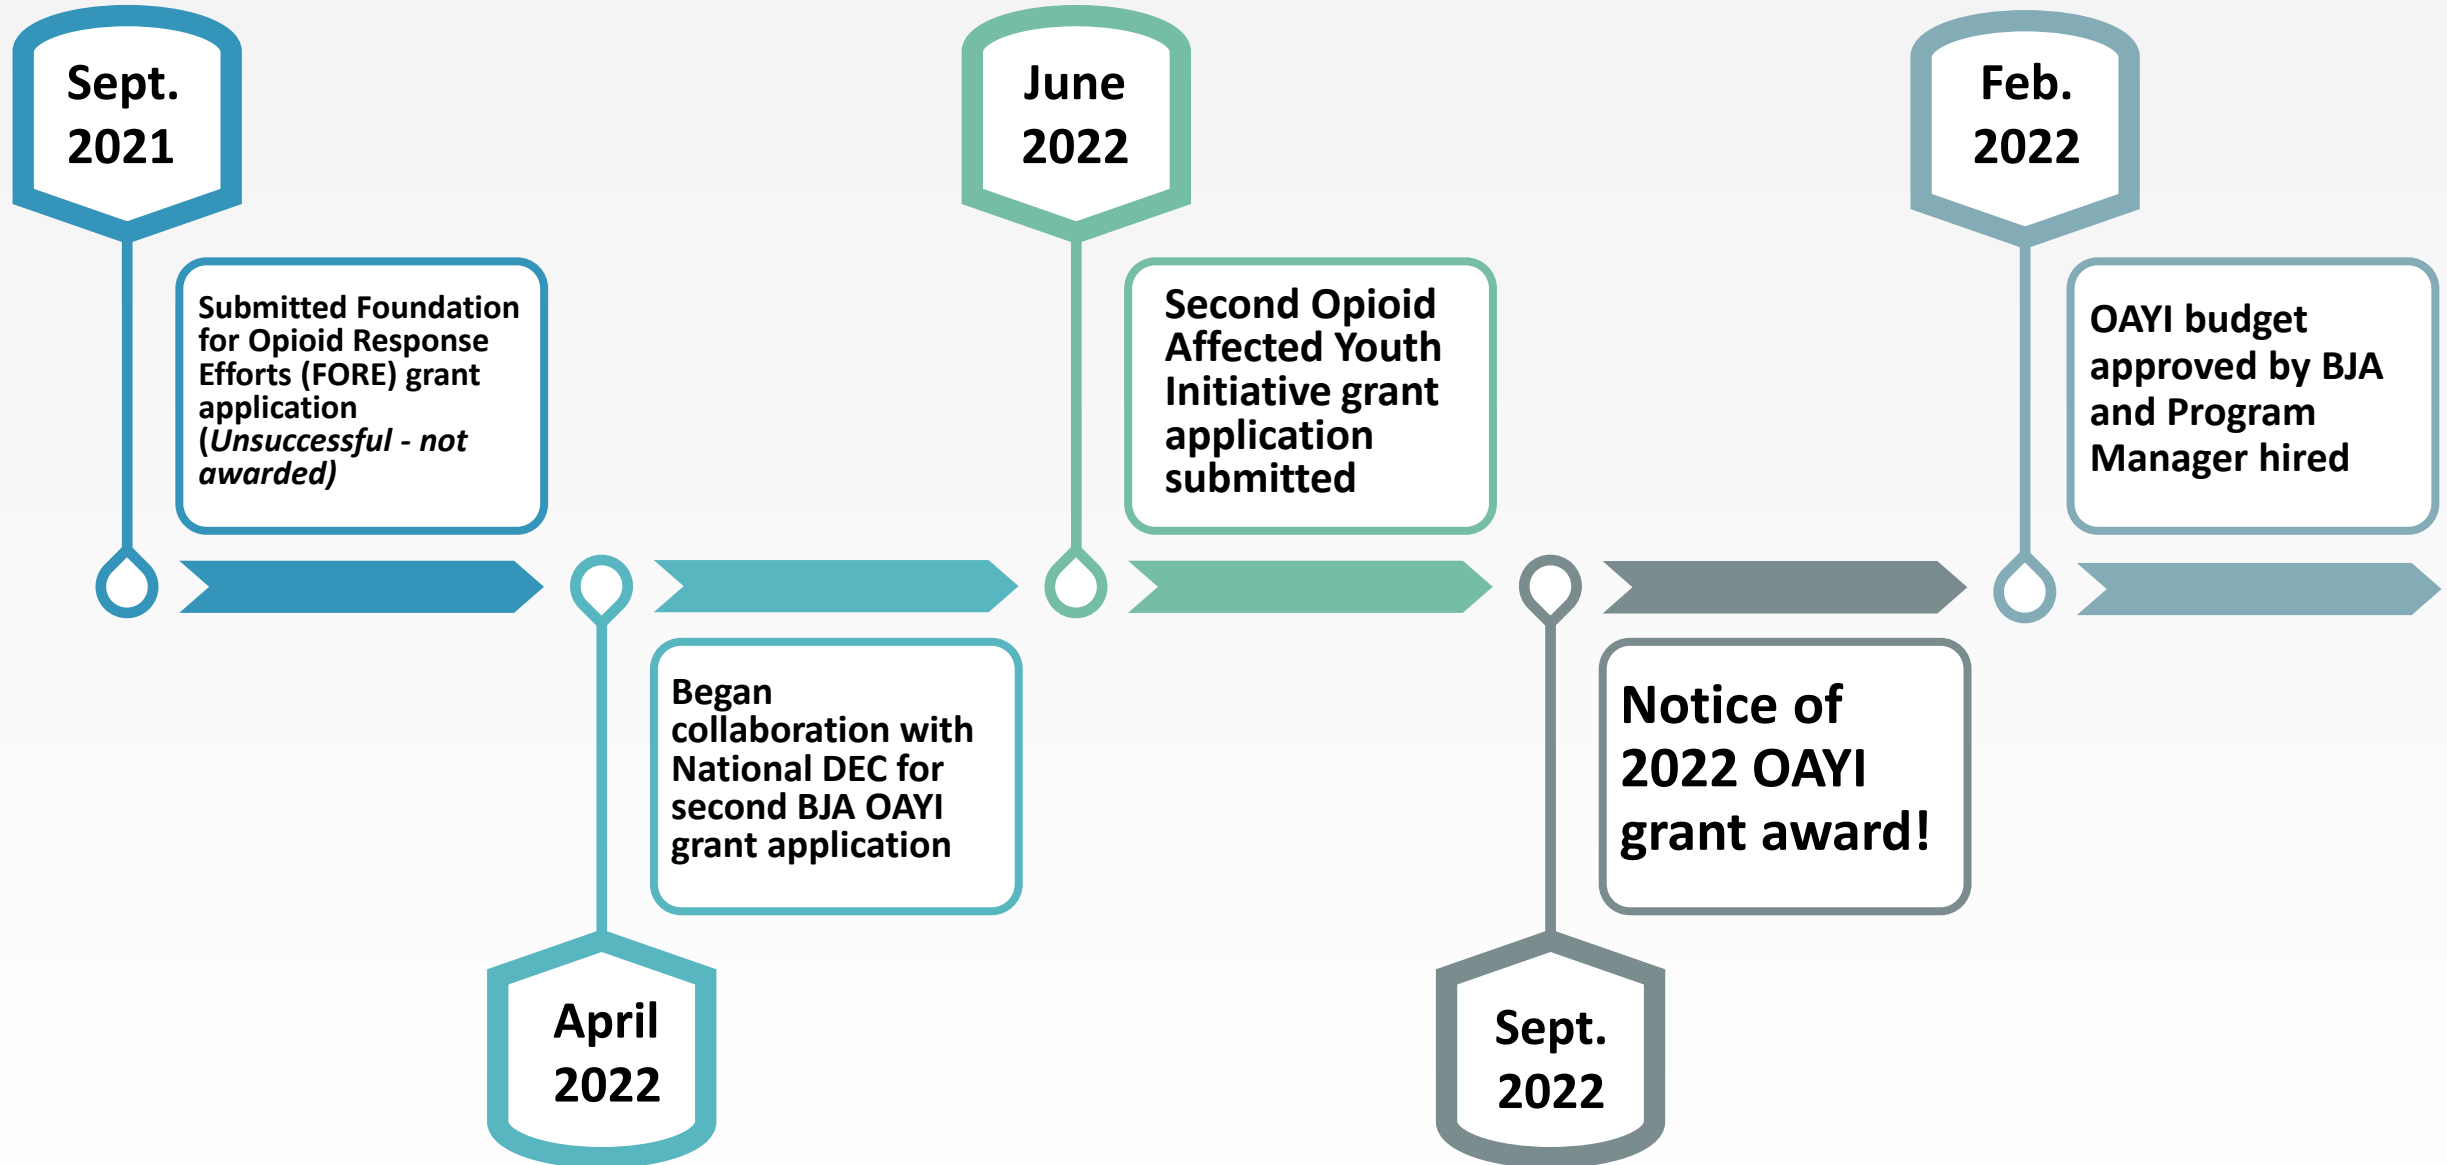 Sept.
2021
Submitted Foundation
for Opioid Response
Efforts (FORE) grant
application
(Unsuccessful - not
awarded)
April
2022
Began
collaboration with
National DEC for
second BJA OAYI
grant application
June
2022
Second Opioid
Affected Youth
Initiative grant
application
submitted
Sept.
2022
Notice of
2022 OAYI
grant award!
Feb.
2022
OAYI budget
approved by BJA
and Program
Manager hired